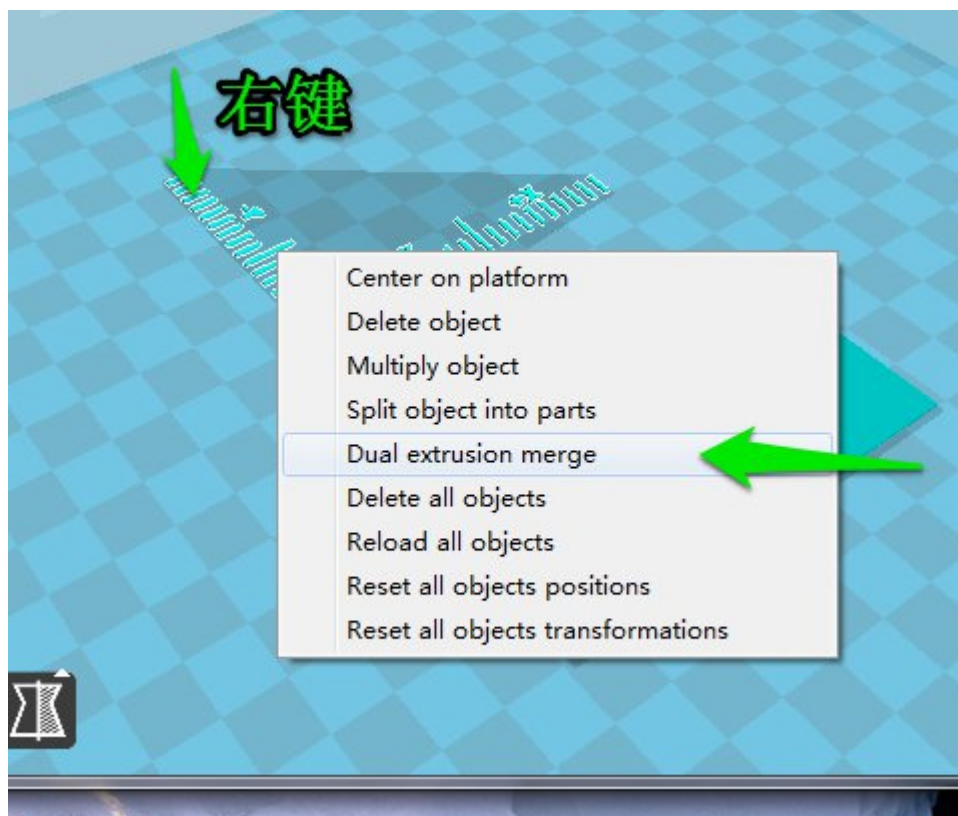 右键
Center on platform
Delete object
Multiply object
Split object into parts
Dual extrusion merge
Delete all objects
Reload all objects
Reset all objects positions
Reset all objects transformations